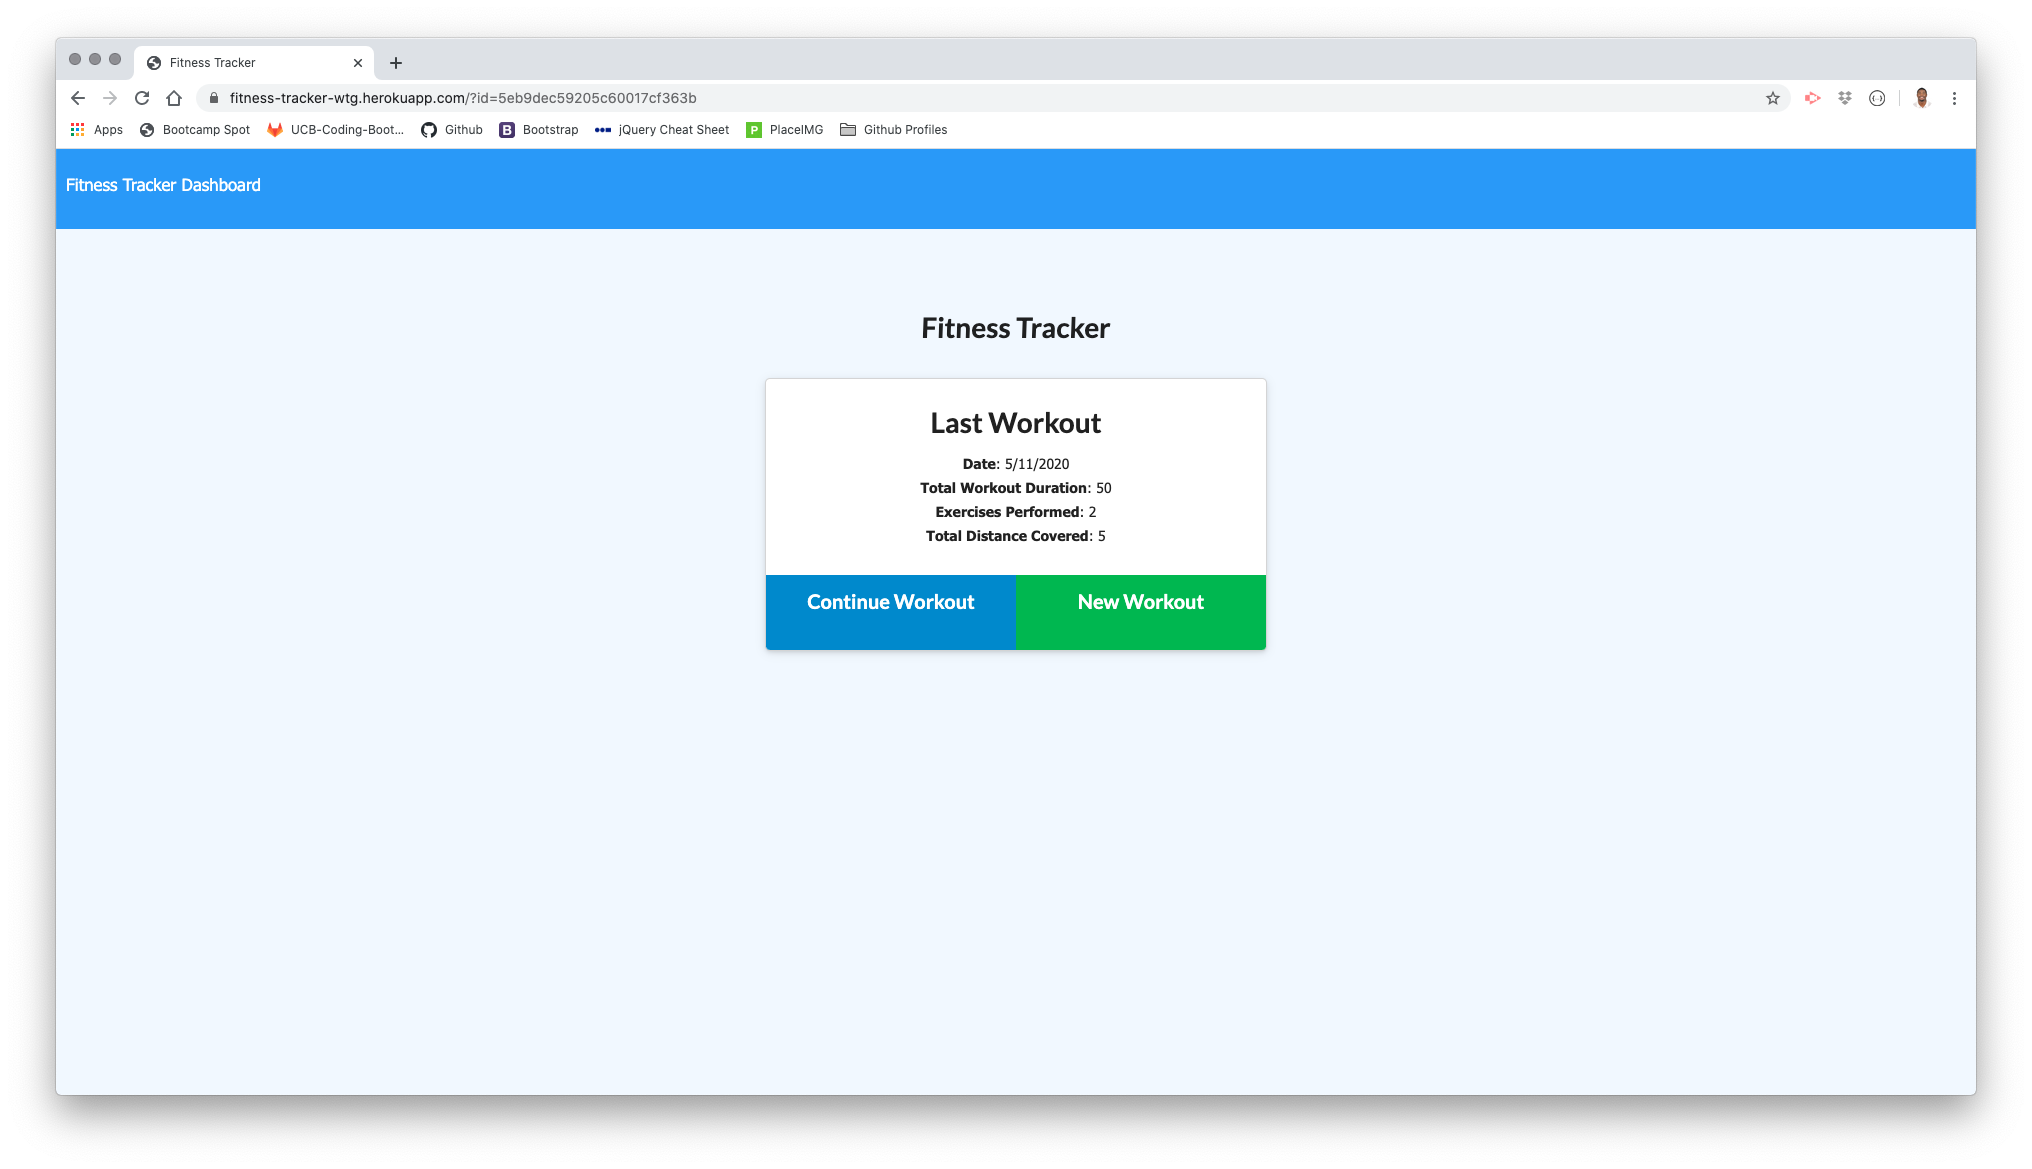 Fitness Tracker
fitness-tracker-wtg.herokuapp.com/?id=5eb9dec59205c60017cf363b
Apps Bootcamp Spot UCB-Coding-Boot... Github B Bootstrap jQuery Cheat Sheet P PlaceIMG Github Profiles
Fitness Tracker Dashboard
Fitness Tracker
Last Workout
Date: 5/11/2020
Total Workout Duration: 50
Exercises Performed: 2
Total Distance Covered: 5
Continue Workout New Workout